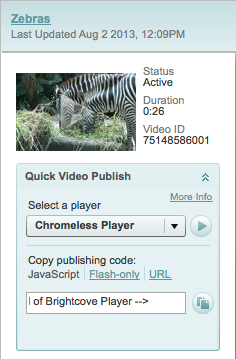 Zebras
Last Updated Aug 2 2013, 12:09PM
Status
Active
Duration
0:26
Video ID
75148586001
Quick Video Publish
More Info
Select a player
Chromeless Player
Copy publishing code:
JavaScript | Flash-only | URL
of Brightcove Player -->